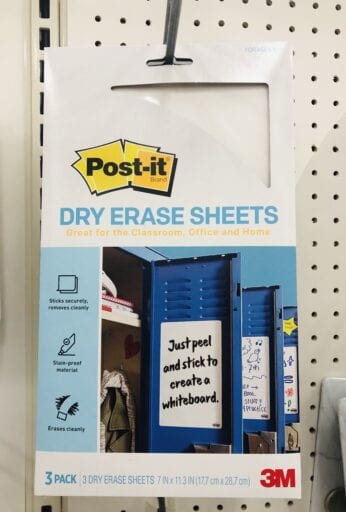 Post-it
Brand
DRY ERASE SHEETS
Great for the Classroom, Office and Home
Sticks securely,
removes cleanly
Stain-proof
material
Erases cleanly
Just peel
and stick to
create a
whiteboard.
3 PACK | 3 DRY ERASE SHEETS 7 IN x 11.3 IN (17,7 cm x 28,7 cm)
3M